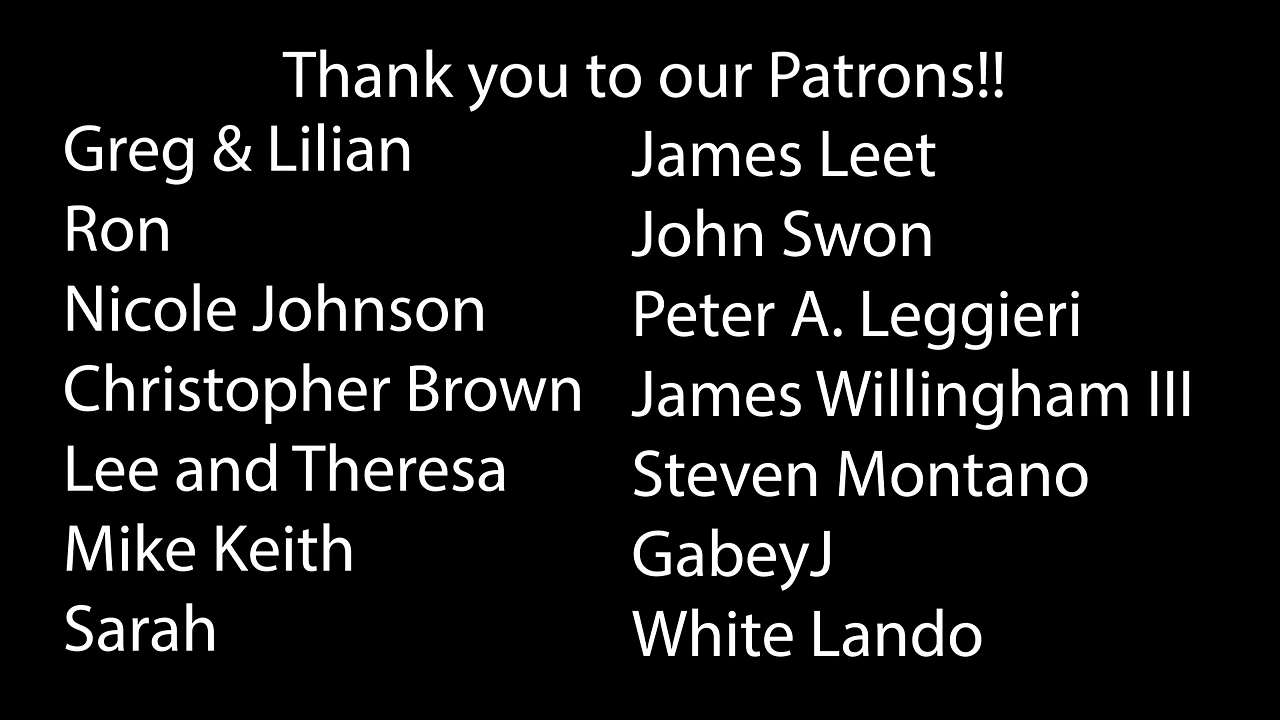 Thank you to our Patrons!!
Greg & Lilian
Ron
Nicole Johnson
Christopher Brown
Lee and Theresa
Mike Keith
Sarah
James Leet
John Swon
Peter A. Leggieri
James Willingham III
Steven Montano
GabeyJ
White Lando